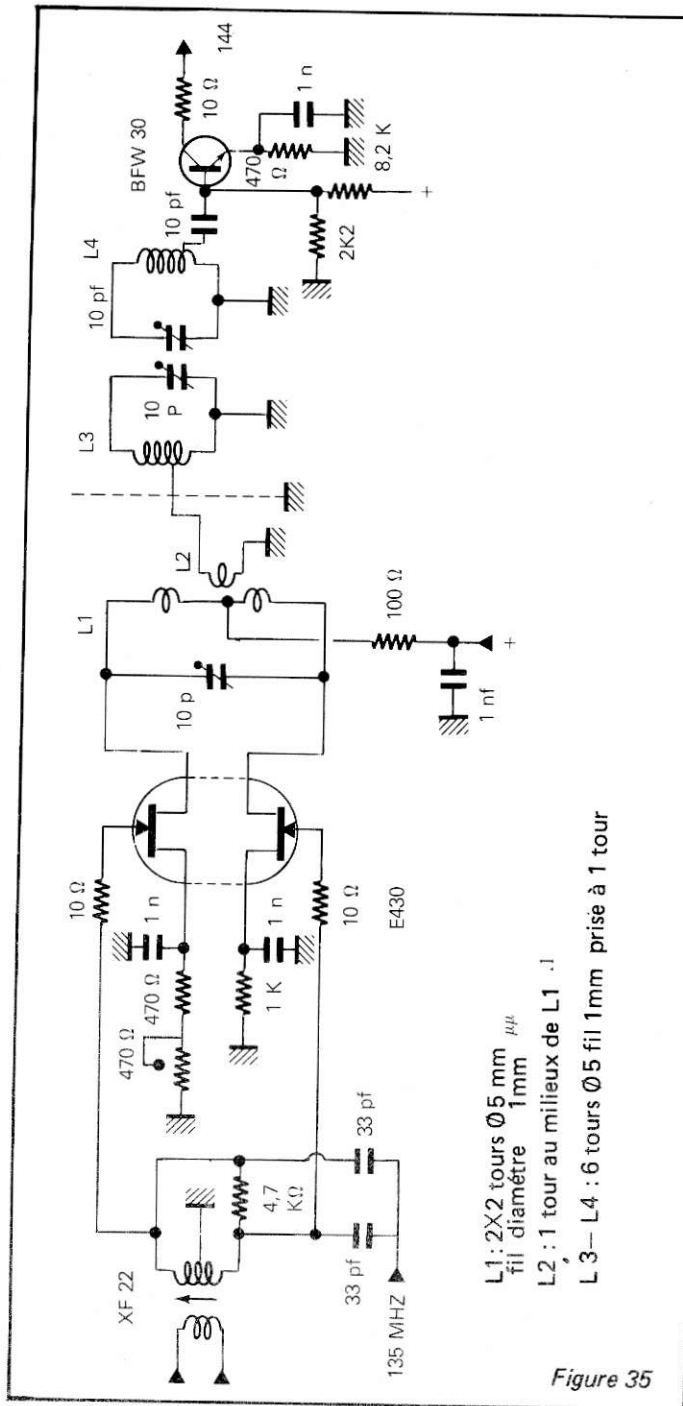 XF 22
135 MHZ
33 pf
33 pf
4,7
KΩ
470 Ω
470 Ω
1 n
10 Ω
1 K
1 n
10 Ω
E430
10 p
L1
L2
100 Ω
1 nf
+
L3
10
P
10 pf
L4
10 pf
BFW 30
10 Ω
144
470
Ω
1 n
8,2 K
2K2
+
L1: 2X2 tours Ø 5 mm
fil diamétre 1mm μμ
L2 : 1 tour au milieux de L1
L 3 – L4 : 6 tours Ø 5 fil 1mm prise à 1 tour
Figure 35